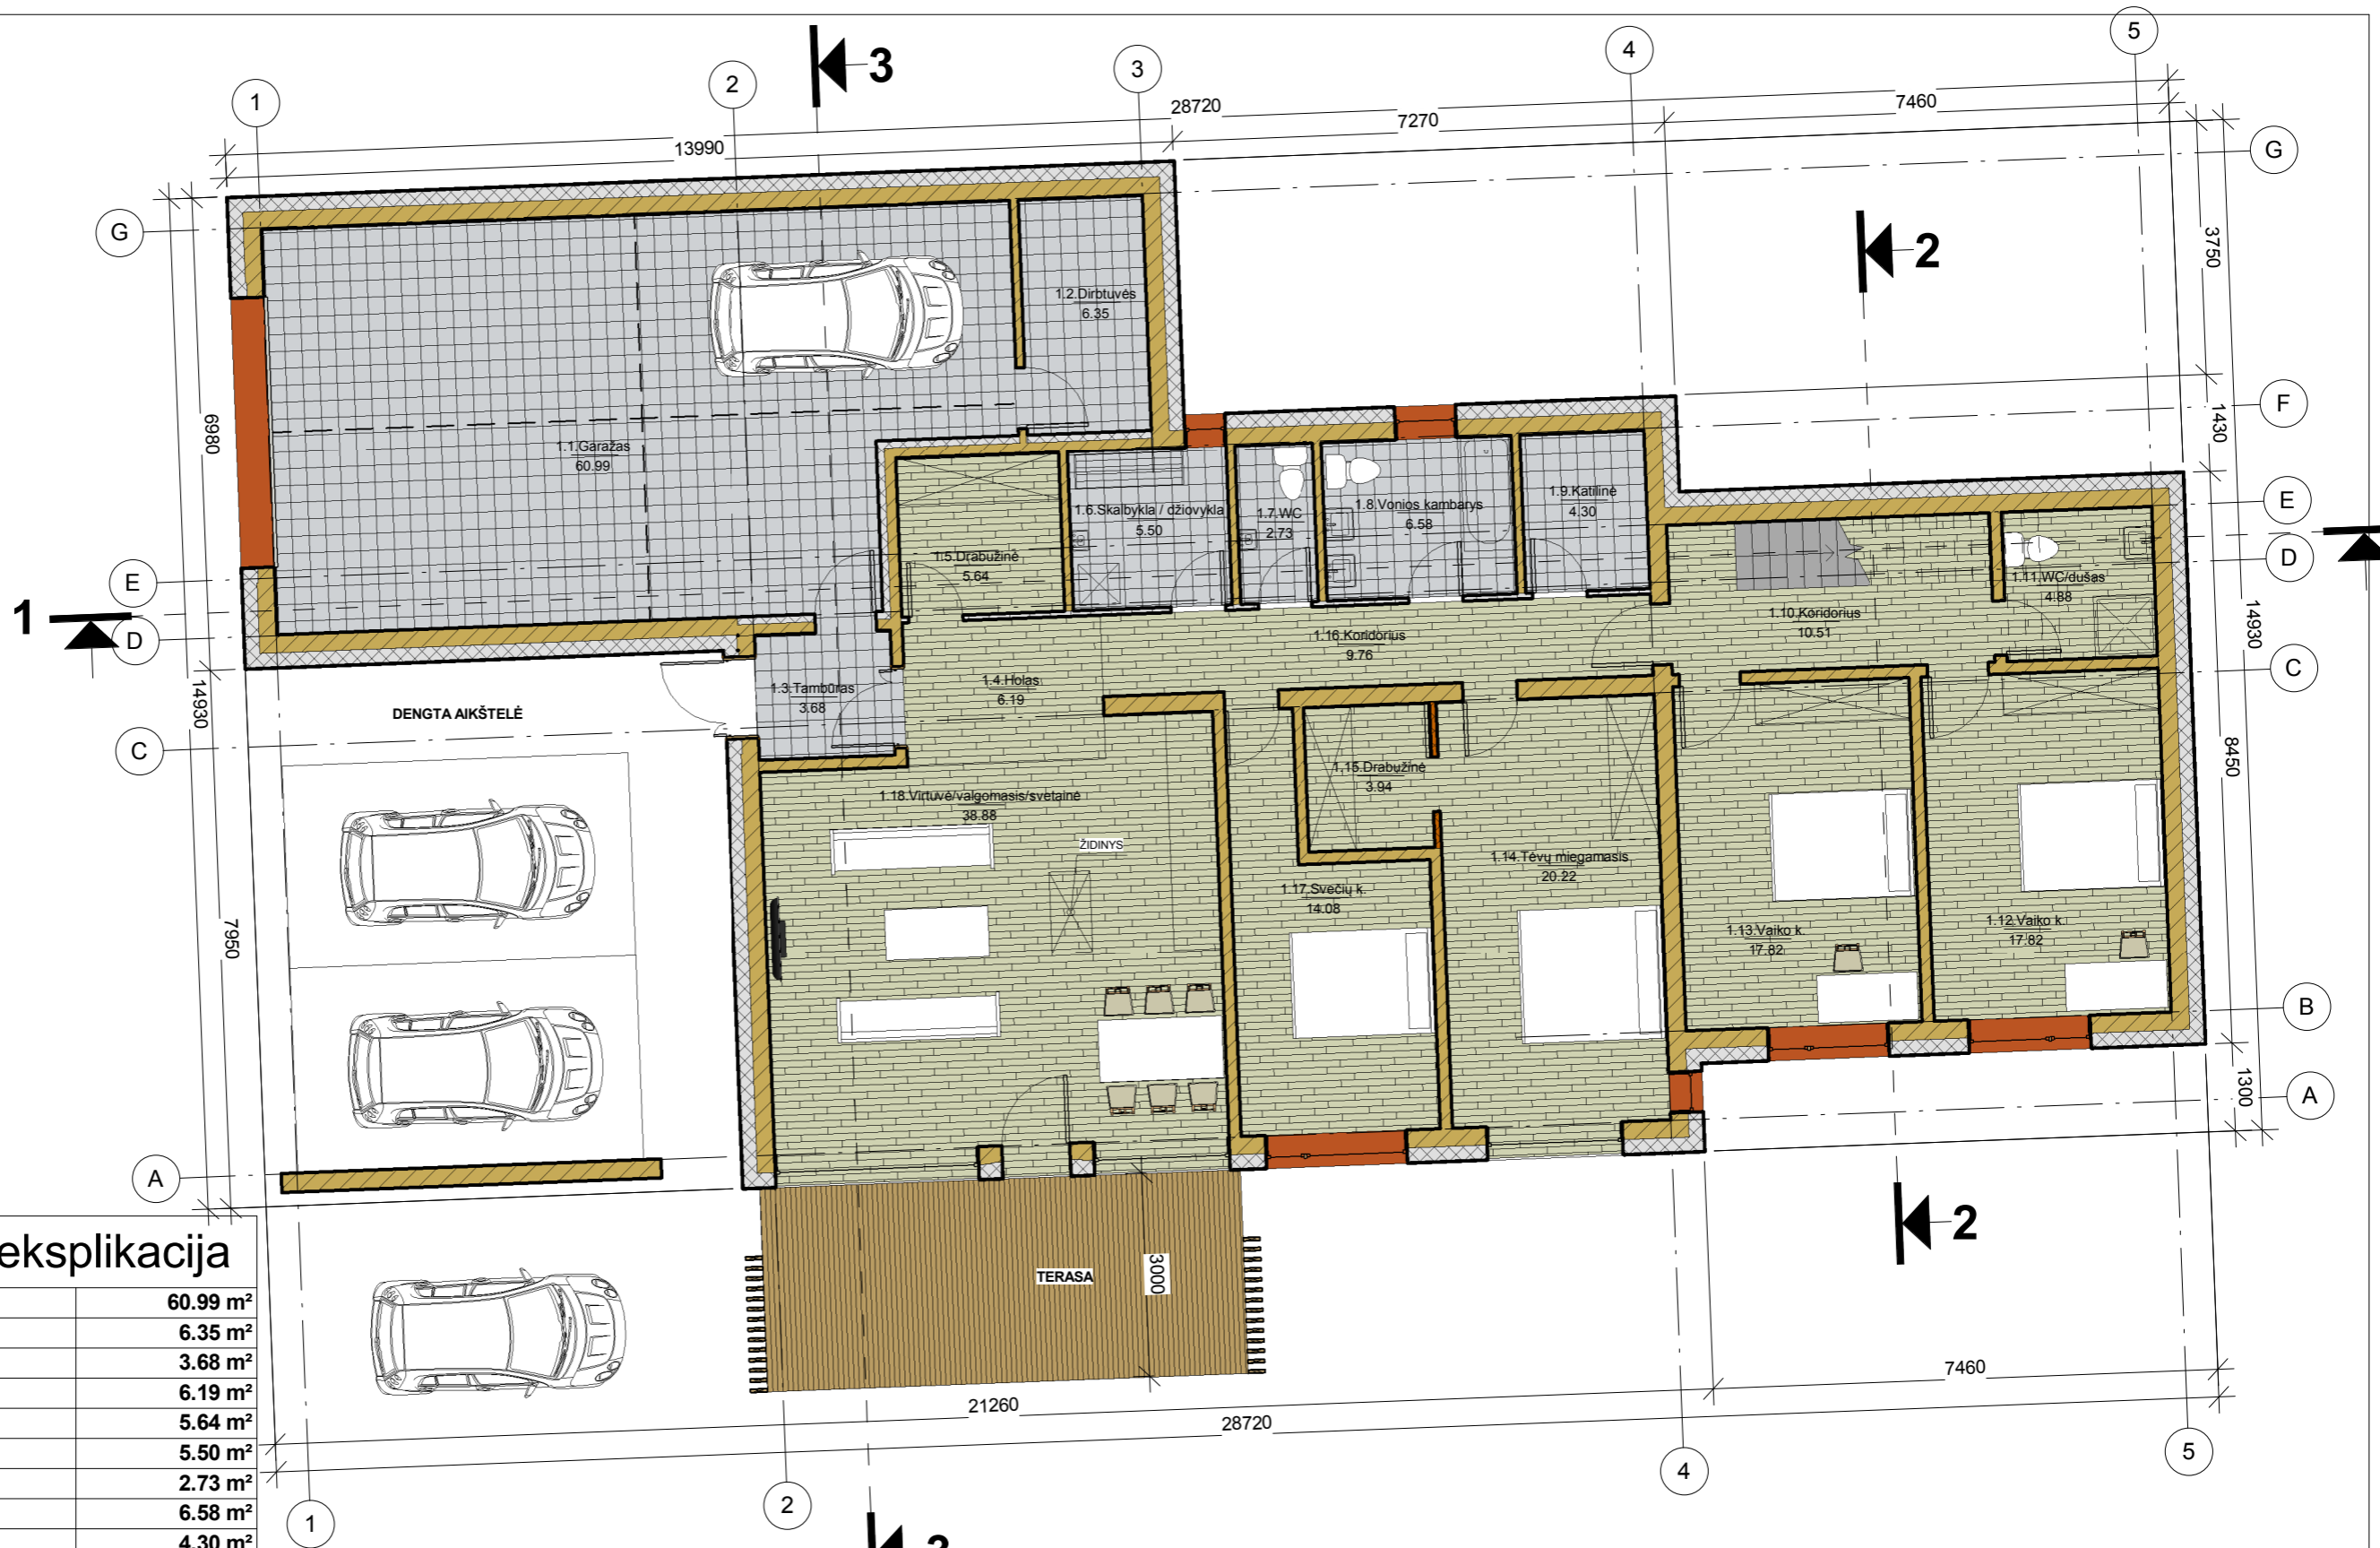 3
5
4
3
2
1
28720
7460
7270
13990
G
G
2
3750
1.2.Dirbtuvės
6.35
F
1430
6980
1.1.Garažas
60.99
E
1.9.Katilinė
4.30
1.8.Vonios kambarys
6.58
1.6.Skalbykla / džiovykla
5.50
1.7.WC
2.73
1.5.Drabužinė
5.64
D
1.11.WC/dušas
4.88
E
1
D
1.10.Koridorius
10.51
14930
1.16.Koridorius
9.76
C
1.4.Holas
6.19
1.3.Tambūras
3.68
14930
DENGTA AIKŠTELĖ
C
8450
1.15.Drabužinė
3.94
1.18.Virtuvė/valgomasis/svetainė
38.88
ŽIDINYS
1.14.Tėvų miegamasis
20.22
1.17.Svečių k.
14.08
1.12.Vaiko k.
17.82
1.13.Vaiko k.
17.82
7950
B
1300
A
A
2
eksplikacija
TERASA
3000
60.99 m²
6.35 m²
3.68 m²
6.19 m²
5.64 m²
5.50 m²
2.73 m²
6.58 m²
4.30 m²
7460
21260
28720
5
4
2
1
3